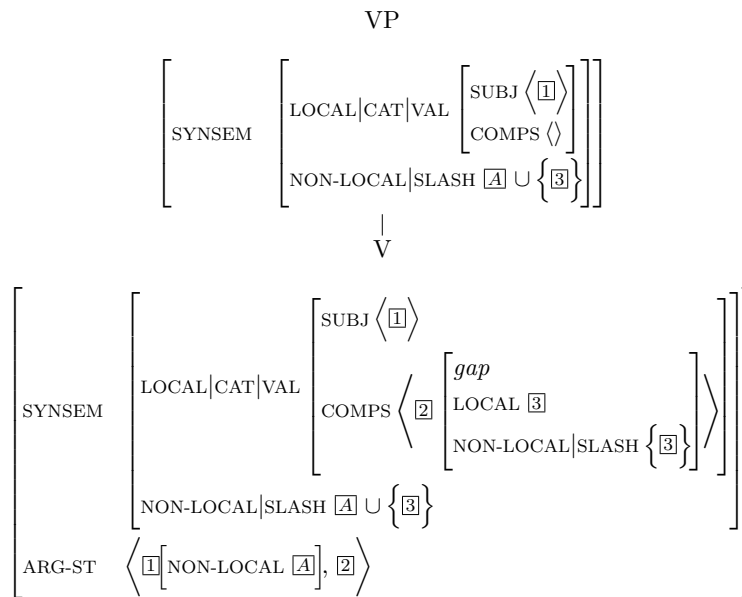 VP
SUBJ ⟨[1]⟩
LOCAL|CAT|VAL
COMPS ⟨⟩
SYNSEM
NON-LOCAL|SLASH [A] ∪ {[3]}
V
SUBJ ⟨[1]⟩
gap
LOCAL|CAT|VAL
LOCAL [3]
COMPS ⟨ [2] ⟩
SYNSEM
NON-LOCAL|SLASH {[3]}
NON-LOCAL|SLASH [A] ∪ {[3]}
ARG-ST ⟨[1][NON-LOCAL [A]], [2]⟩